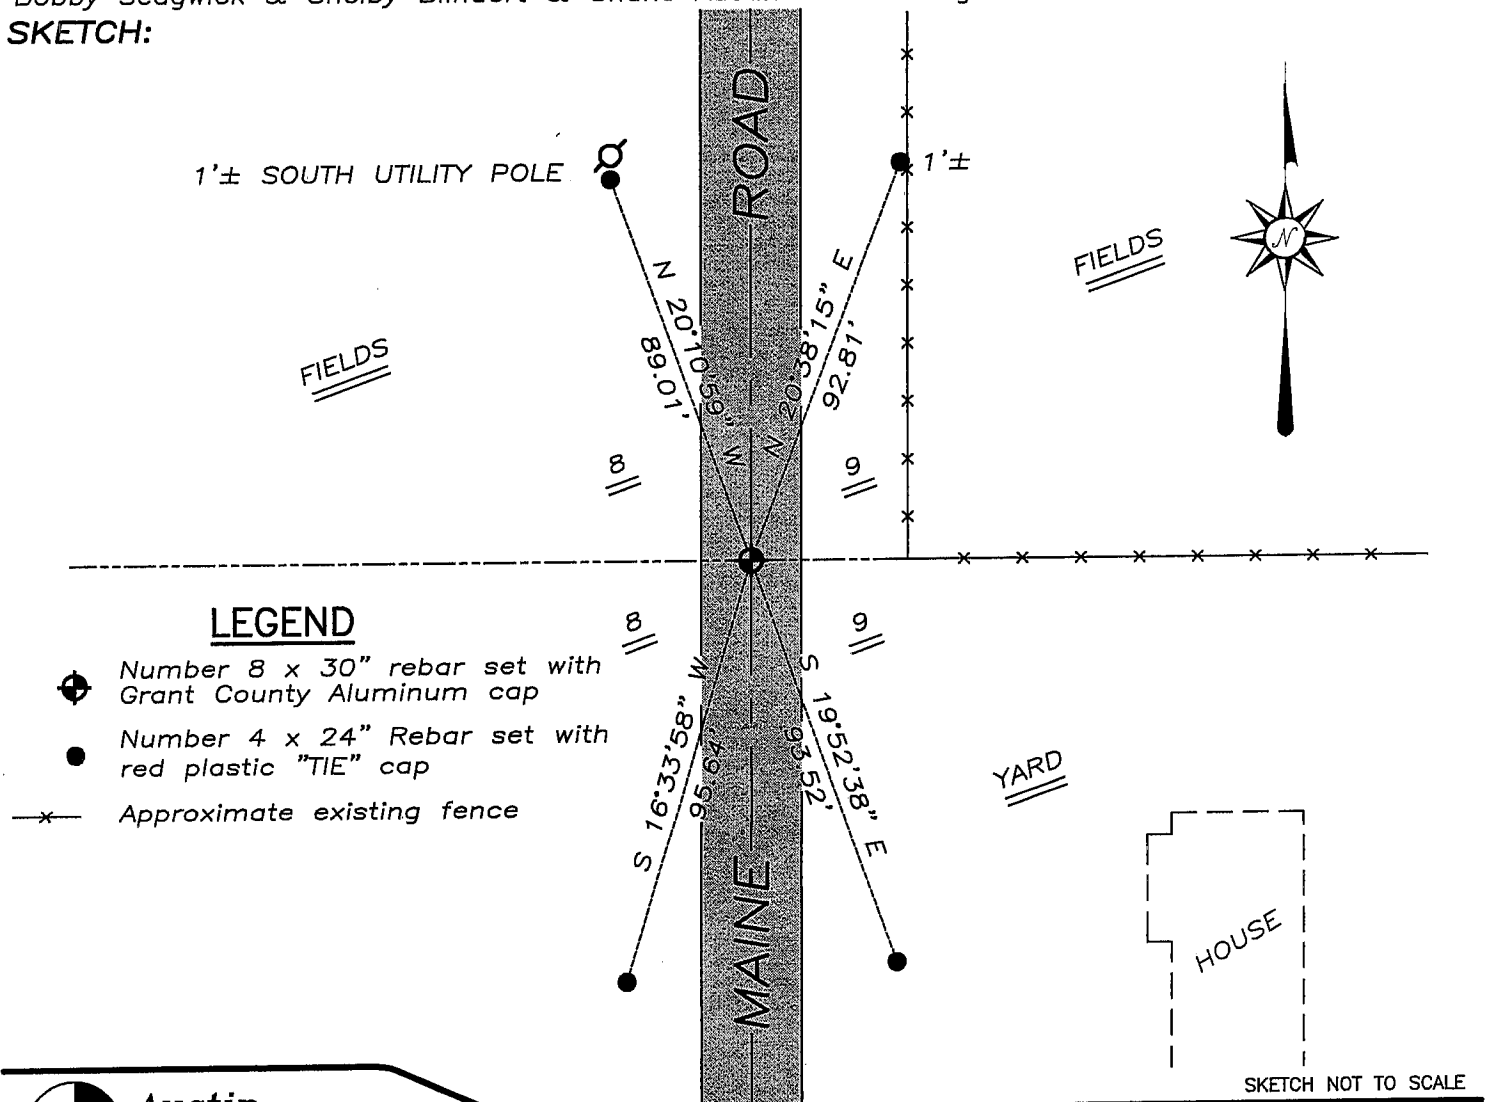 SKETCH:
ROAD
1'± SOUTH UTILITY POLE
1'±
FIELDS
N
N 20°10'59" W
89.01'
N 20°38'15" E
92.81'
FIELDS
8
9
LEGEND
Number 8 x 30" rebar set with
Grant County Aluminum cap
Number 4 x 24" Rebar set with
red plastic "TIE" cap
Approximate existing fence
8
9
S 16°33'58" W
95.64'
S 19°52'38" E
93.52'
YARD
MAINE
HOUSE
SKETCH NOT TO SCALE